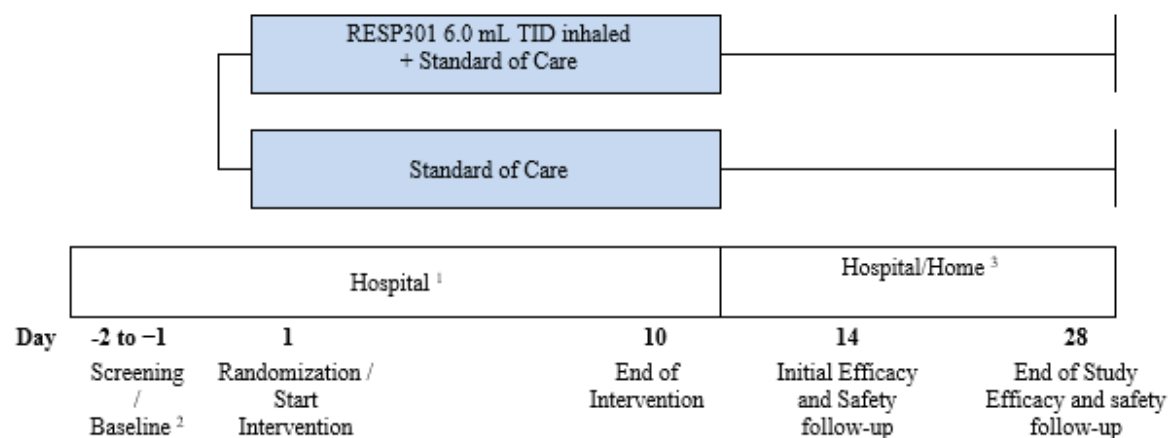 RESP301 6.0 mL TID inhaled
+ Standard of Care
Standard of Care
Hospital ¹
Hospital/Home ³
Day -2 to −1 1 10 14 28
Screening / Baseline ²
Randomization / Start Intervention
End of Intervention
Initial Efficacy and Safety follow-up
End of Study Efficacy and safety follow-up